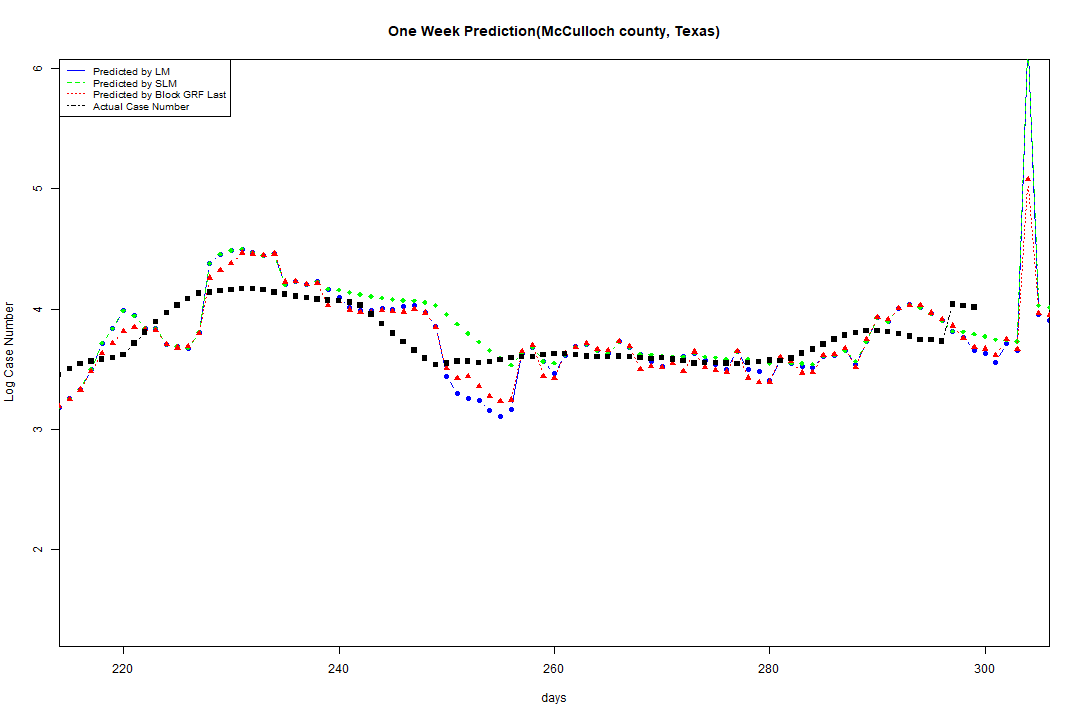 One Week Prediction(McCulloch county, Texas)
Predicted by LM
Predicted by SLM
Predicted by Block GRF Last
Actual Case Number
6
5
4
3
2
Log Case Number
220 240 260 280 300
days